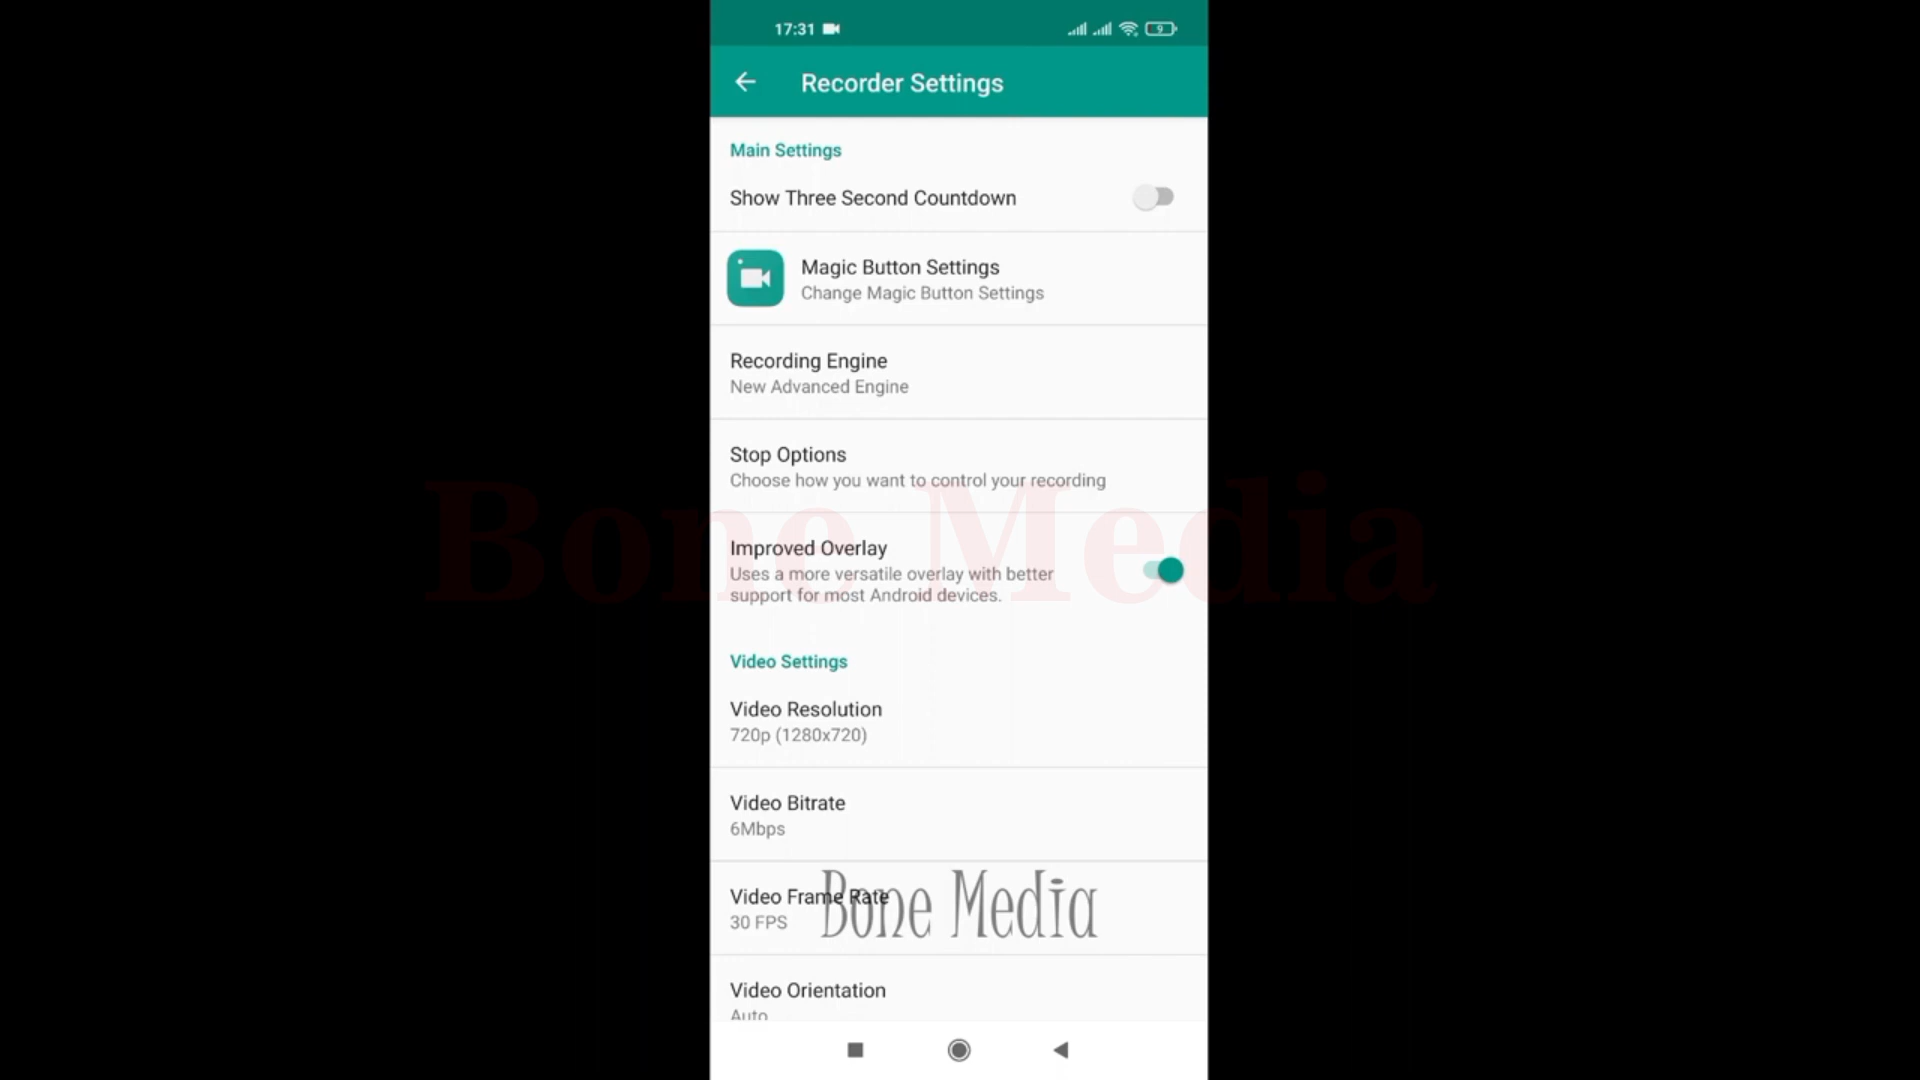 17:31
9
Recorder Settings
Main Settings
Show Three Second Countdown
Magic Button Settings
Change Magic Button Settings
Recording Engine
New Advanced Engine
Stop Options
Choose how you want to control your recording
Bone Media
Improved Overlay
Uses a more versatile overlay with better
support for most Android devices.
Video Settings
Video Resolution
720p (1280x720)
Video Bitrate
6Mbps
Video Frame Rate
30 FPS
Bone Media
Video Orientation
Auto